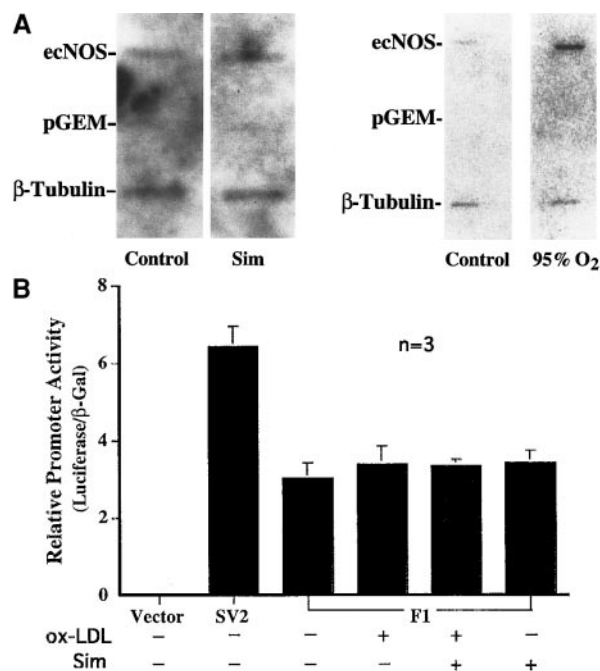 A
ecNOS-
pGEM-
β-Tubulin-
Control Sim
ecNOS-
pGEM-
β-Tubulin-
Control 95% O₂
B
Relative Promoter Activity
(Luciferase/β-Gal)
6
4
2
0
n=3
Vector SV2 F1
ox-LDL – – – + + –
Sim – – – – + +